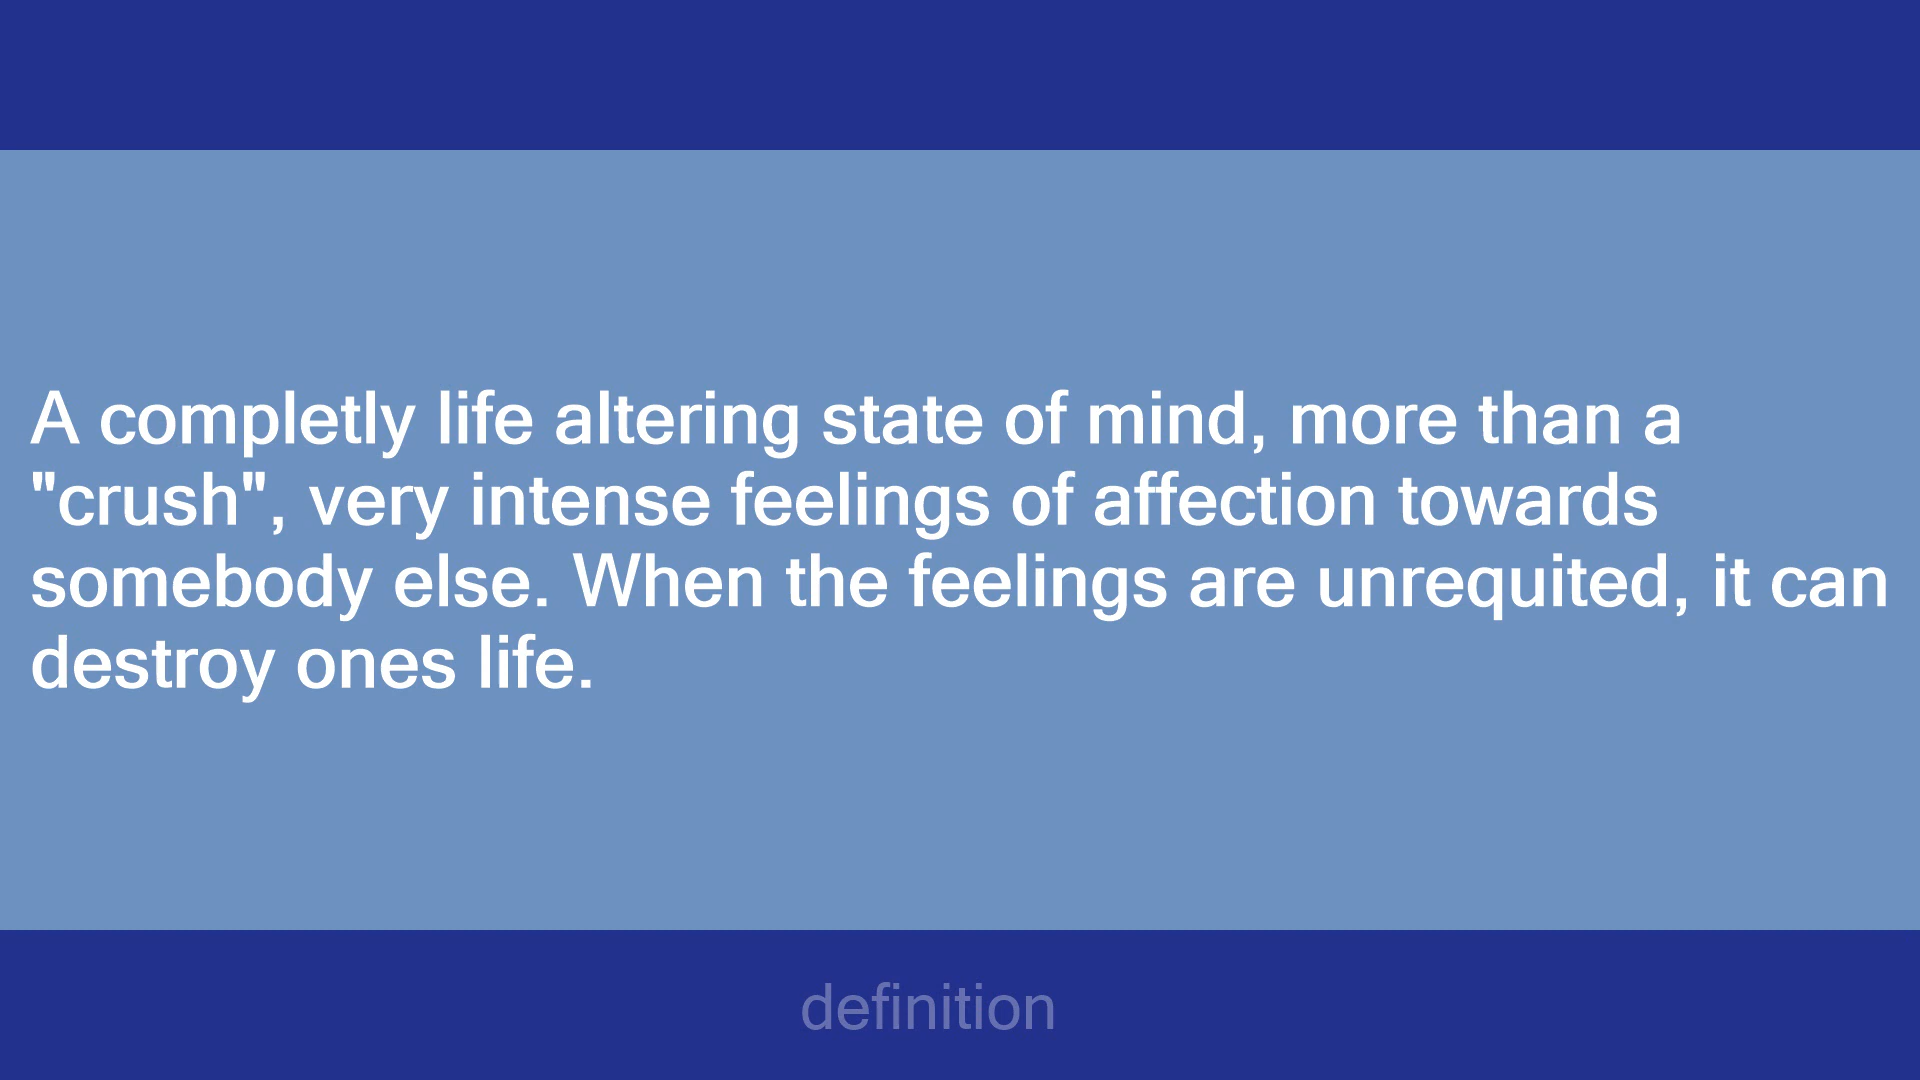 A completly life altering state of mind, more than a
"crush", very intense feelings of affection towards
somebody else. When the feelings are unrequited, it can
destroy ones life.
definition